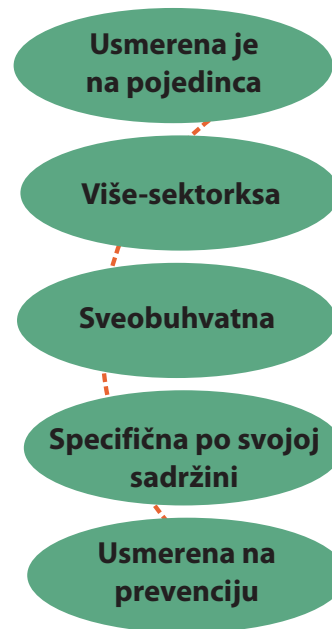 Usmerena je
na pojedinca
Više-sektorksa
Sveobuhvatna
Specifična po svojoj
sadržini
Usmerena na
prevenciju